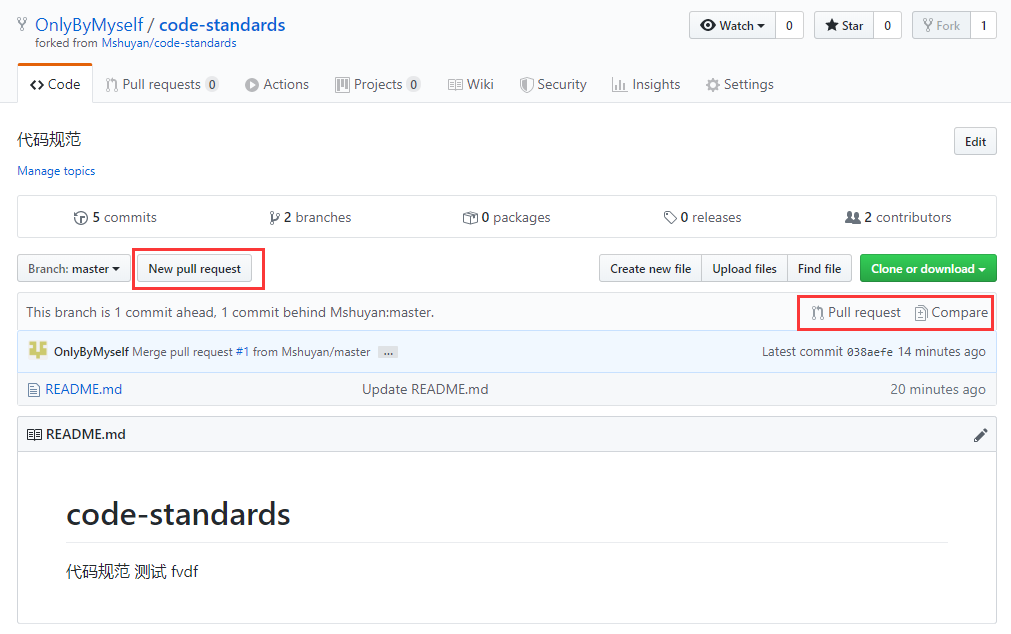 OnlyByMyself / code-standards
forked from Mshuyan/code-standards
Watch 0 Star 0 Fork 1
Code Pull requests 0 Actions Projects 0 Wiki Security Insights Settings
代码规范
Edit
Manage topics
5 commits 2 branches 0 packages 0 releases 2 contributors
Branch: master New pull request Create new file Upload files Find file Clone or download
This branch is 1 commit ahead, 1 commit behind Mshuyan:master. Pull request Compare
OnlyByMyself Merge pull request #1 from Mshuyan/master ... Latest commit 038aefe 14 minutes ago
README.md Update README.md 20 minutes ago
README.md
code-standards
代码规范 测试 fvdf